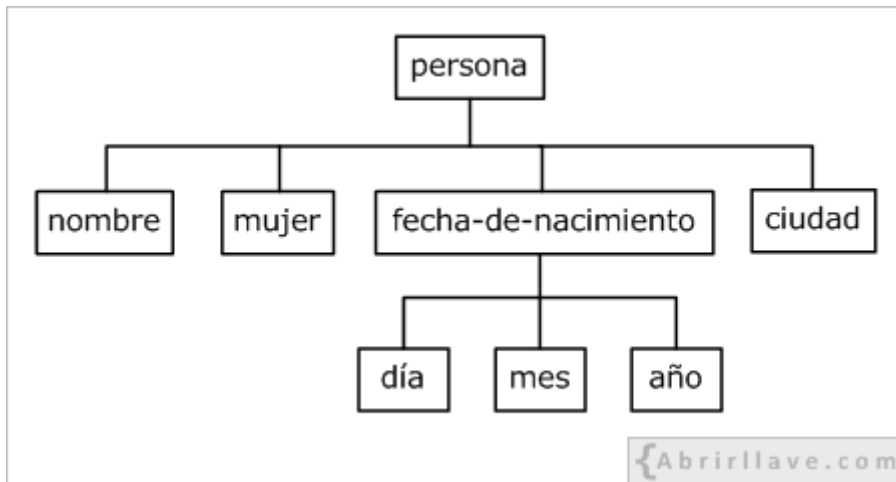 persona
nombre mujer fecha-de-nacimiento ciudad
día mes año
{Abrirllave.com